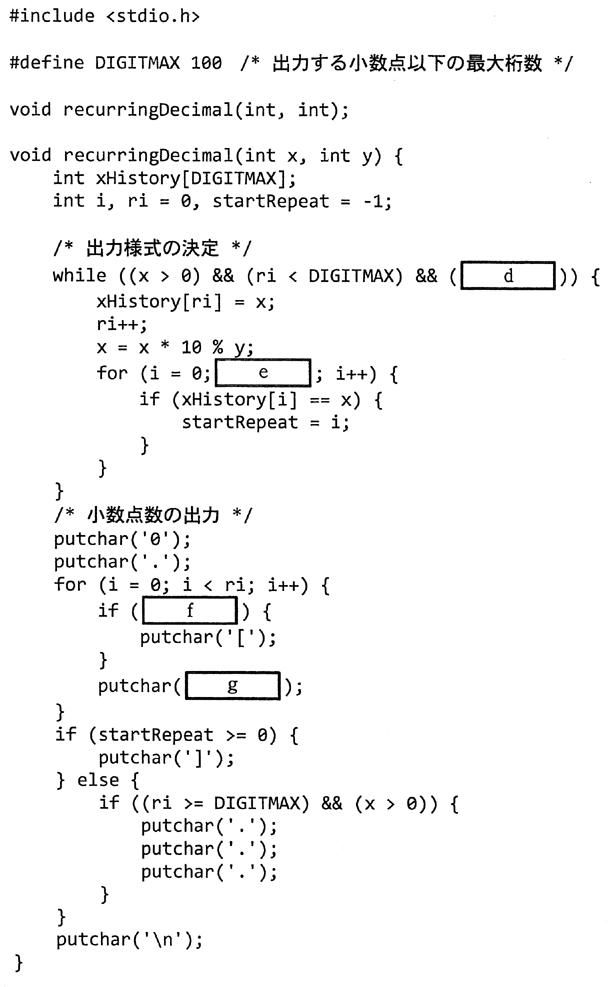 #include <stdio.h>
#define DIGITMAX 100 /* 出力する小数点以下の最大桁数 */
void recurringDecimal(int, int);
void recurringDecimal(int x, int y) {
int xHistory[DIGITMAX];
int i, ri = 0, startRepeat = -1;
/* 出力様式の決定 */
while ((x > 0) && (ri < DIGITMAX) && ( d )) {
xHistory[ri] = x;
ri++;
x = x * 10 % y;
for (i = 0; e ; i++) {
if (xHistory[i] == x) {
startRepeat = i;
}
}
}
/* 小数点数の出力 */
putchar('0');
putchar('.');
for (i = 0; i < ri; i++) {
if ( f ) {
putchar('[');
}
putchar( g );
}
if (startRepeat >= 0) {
putchar(']');
} else {
if ((ri >= DIGITMAX) && (x > 0)) {
putchar('.');
putchar('.');
putchar('.');
}
}
putchar('\n');
}